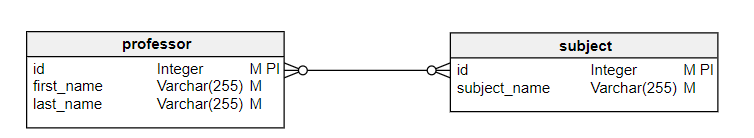 professor
id Integer M PI
first_name Varchar(255) M
last_name Varchar(255) M
subject
id Integer M PI
subject_name Varchar(255) M